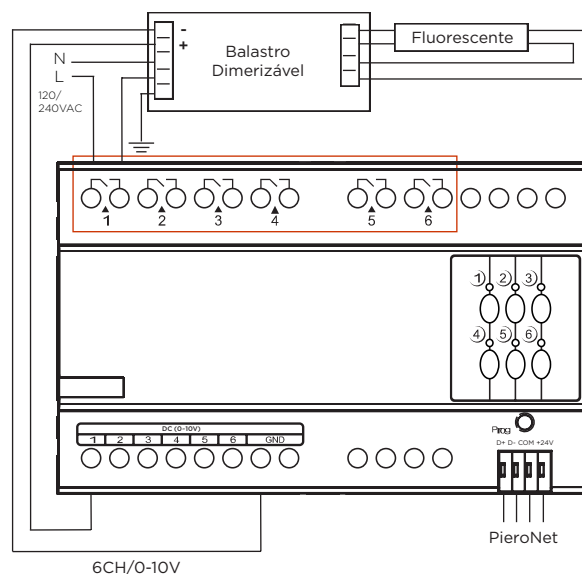 -
+
Balastro
Dimerizável
Fluorescente
N
L
120/
240VAC
1 2 3 4 5 6
1 2 3
4 5 6
DC (0-10V)
1 2 3 4 5 6 GND
Prog
D+ D- COM +24V
PieroNet
6CH/0-10V